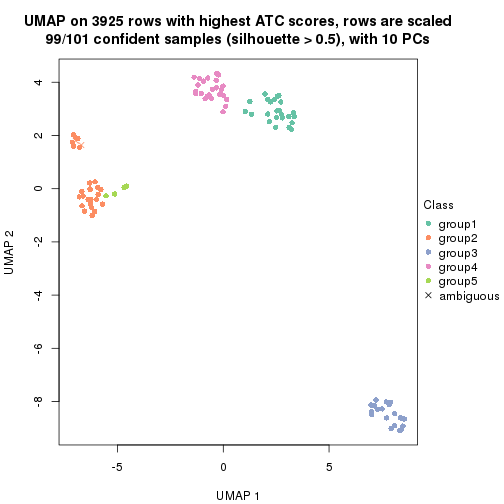 UMAP on 3925 rows with highest ATC scores, rows are scaled
99/101 confident samples (silhouette > 0.5), with 10 PCs
UMAP 2
4
2
0
-2
-4
-6
-8
-5
0
5
UMAP 1
Class
group1
group2
group3
group4
group5
ambiguous